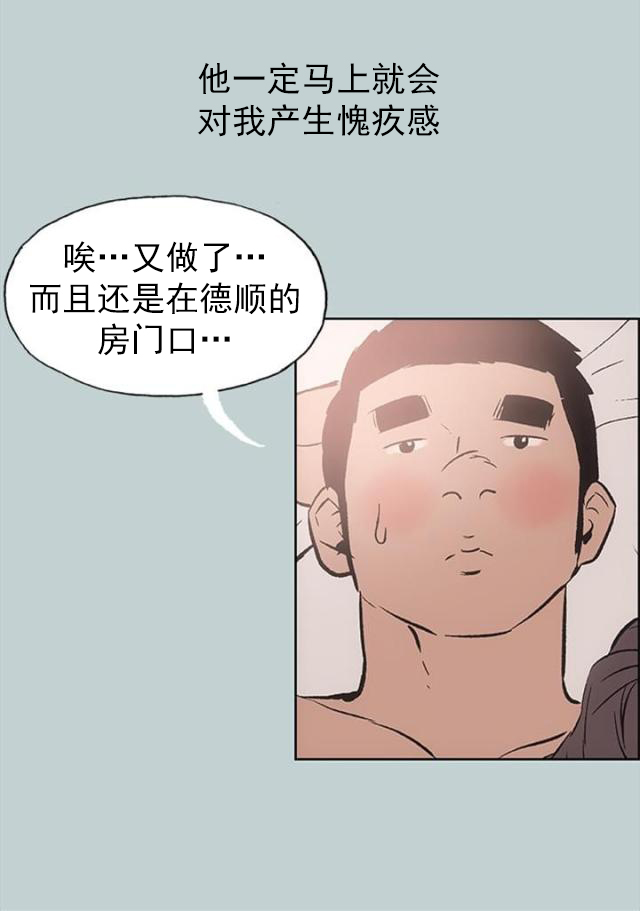 他一定马上就会
对我产生愧疚感
唉…又做了…
而且还是在德顺的
房门口…